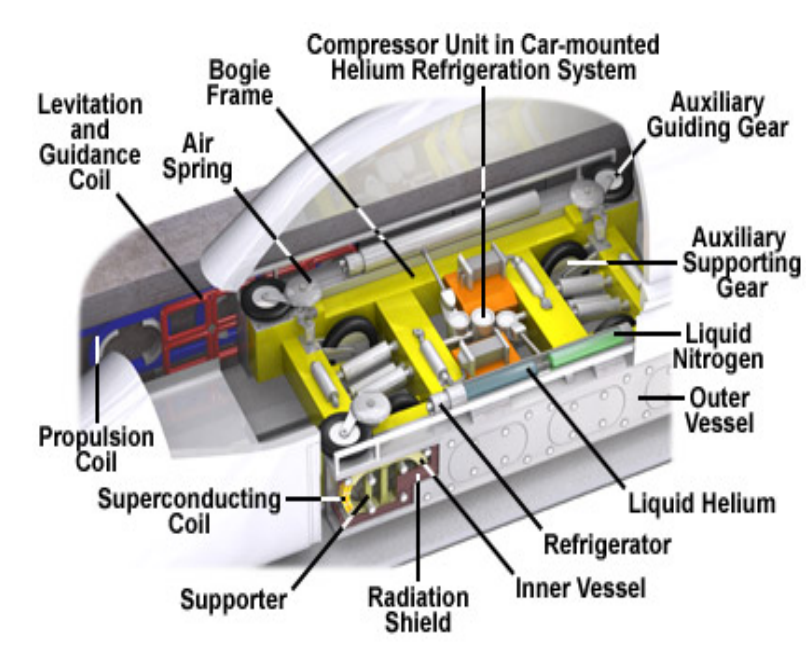 Compressor Unit in Car-mounted
Helium Refrigeration System
Bogie
Frame
Levitation
and
Guidance
Coil
Air
Spring
Auxiliary
Guiding Gear
Auxiliary
Supporting
Gear
Liquid
Nitrogen
Outer
Vessel
Propulsion
Coil
Superconducting
Coil
Liquid Helium
Refrigerator
Supporter
Radiation
Shield
Inner Vessel